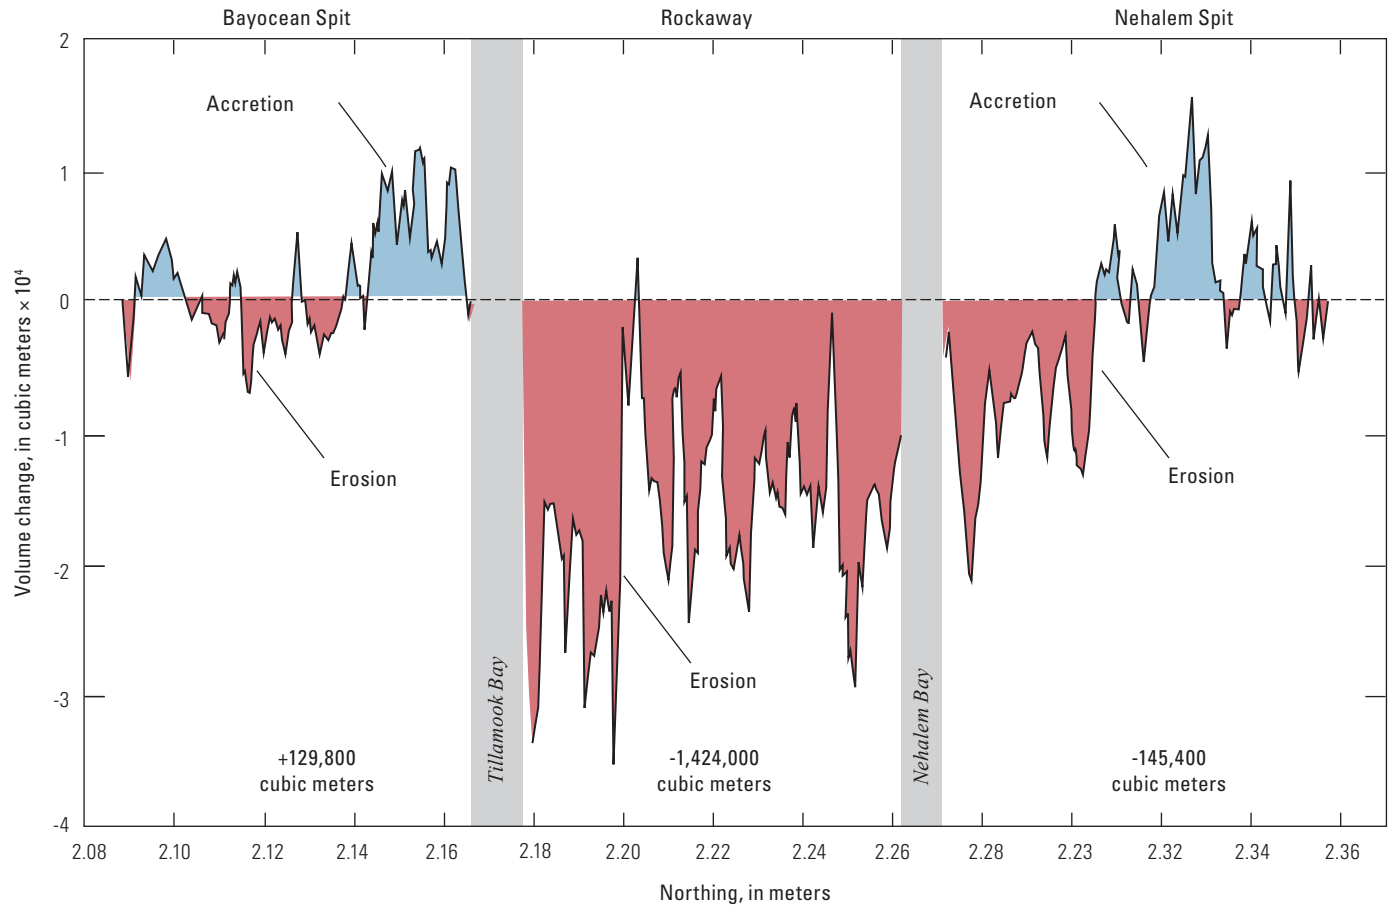 Bayocean Spit
Rockaway
Nehalem Spit
2
1
0
-1
-2
-3
-4
Volume change, in cubic meters × 10⁴
Accretion
Erosion
+129,800
cubic meters
Tillamook Bay
Erosion
-1,424,000
cubic meters
Nehalem Bay
Accretion
Erosion
-145,400
cubic meters
2.08 2.10 2.12 2.14 2.16 2.18 2.20 2.22 2.24 2.26 2.28 2.23 2.32 2.34 2.36
Northing, in meters